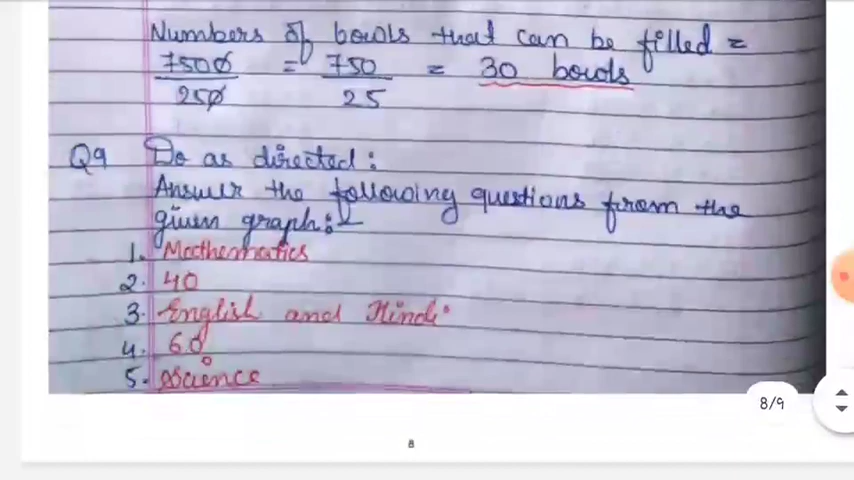 Numbers of bowls that can be filled =
7500/250 = 750/25 = 30 bowls
Q9 Do as directed:
Answer the following questions from the
given graph:-
1. Mathematics
2. 40
3. English and Hindi
4. 60
5. Science
8/9
8